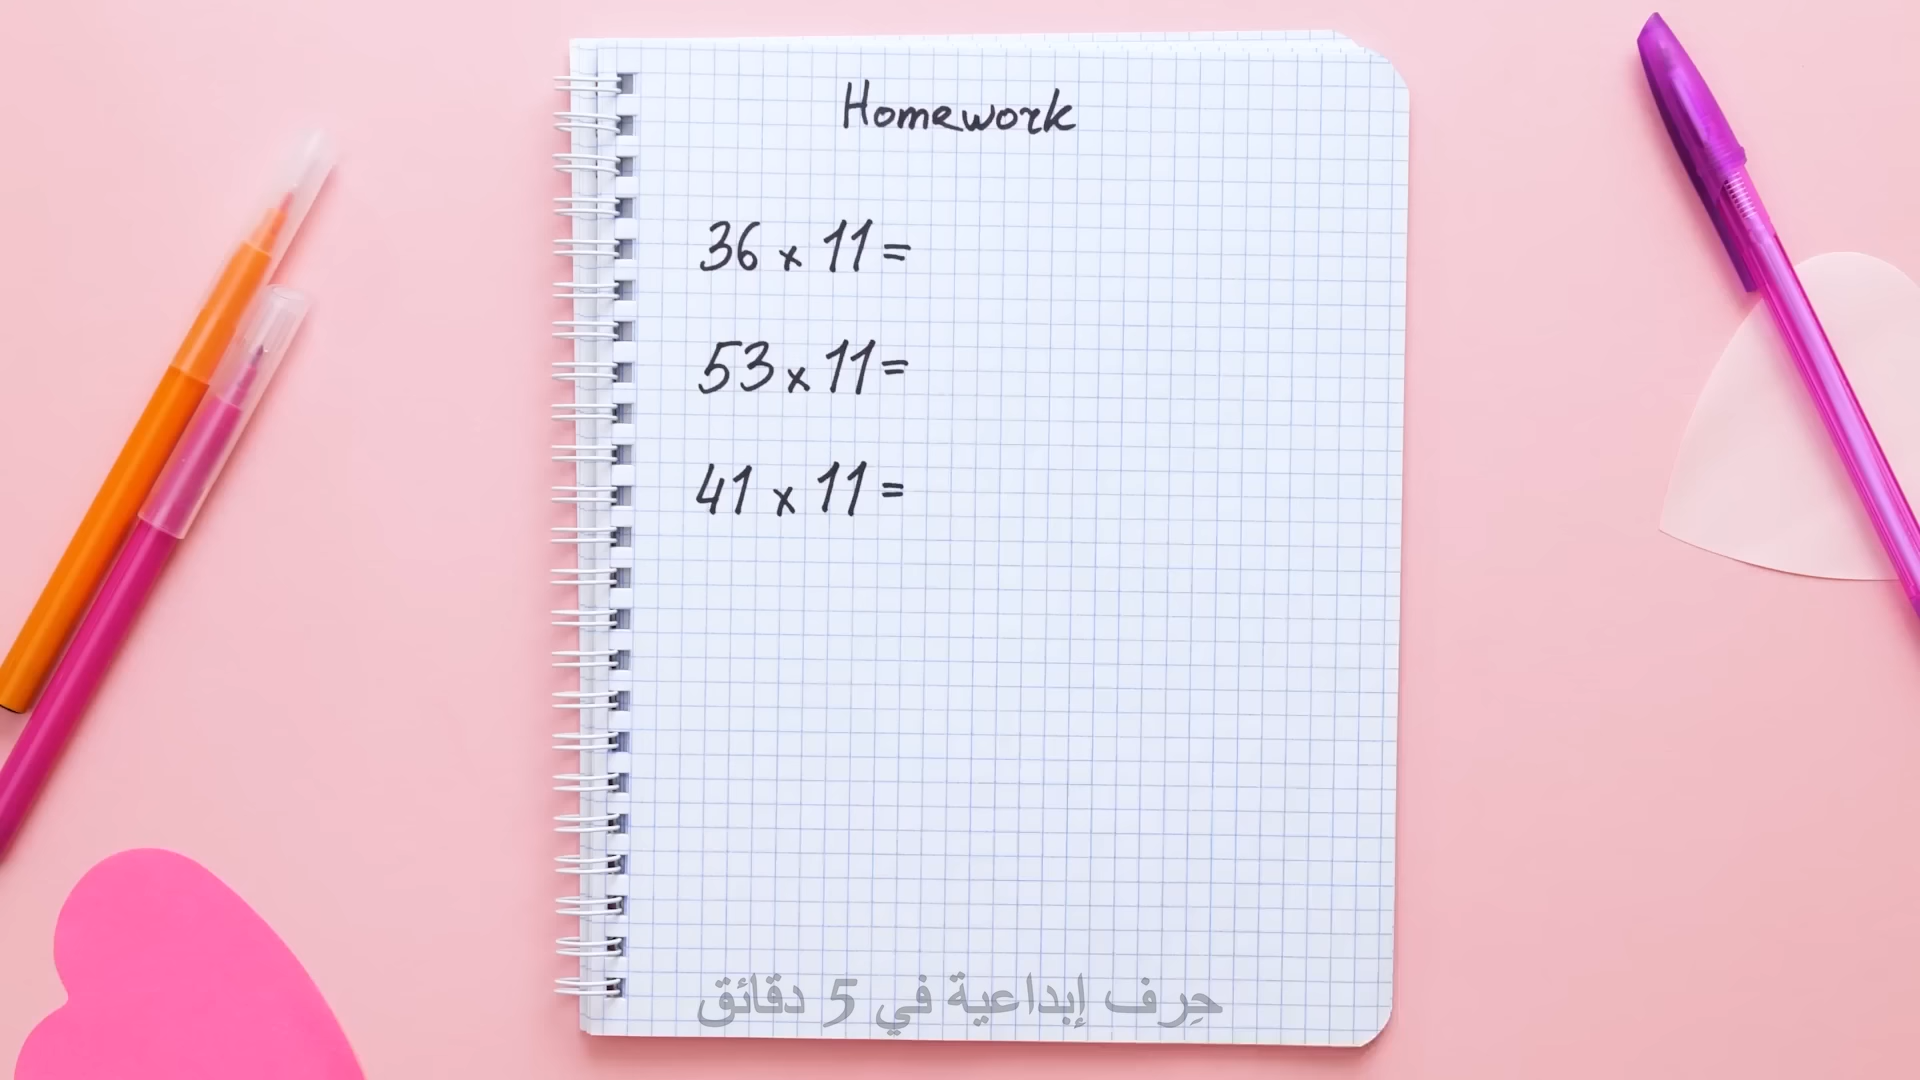 Homework
36 x 11 =
53 x 11 =
41 x 11 =
حِرف إبداعية في 5 دقائق